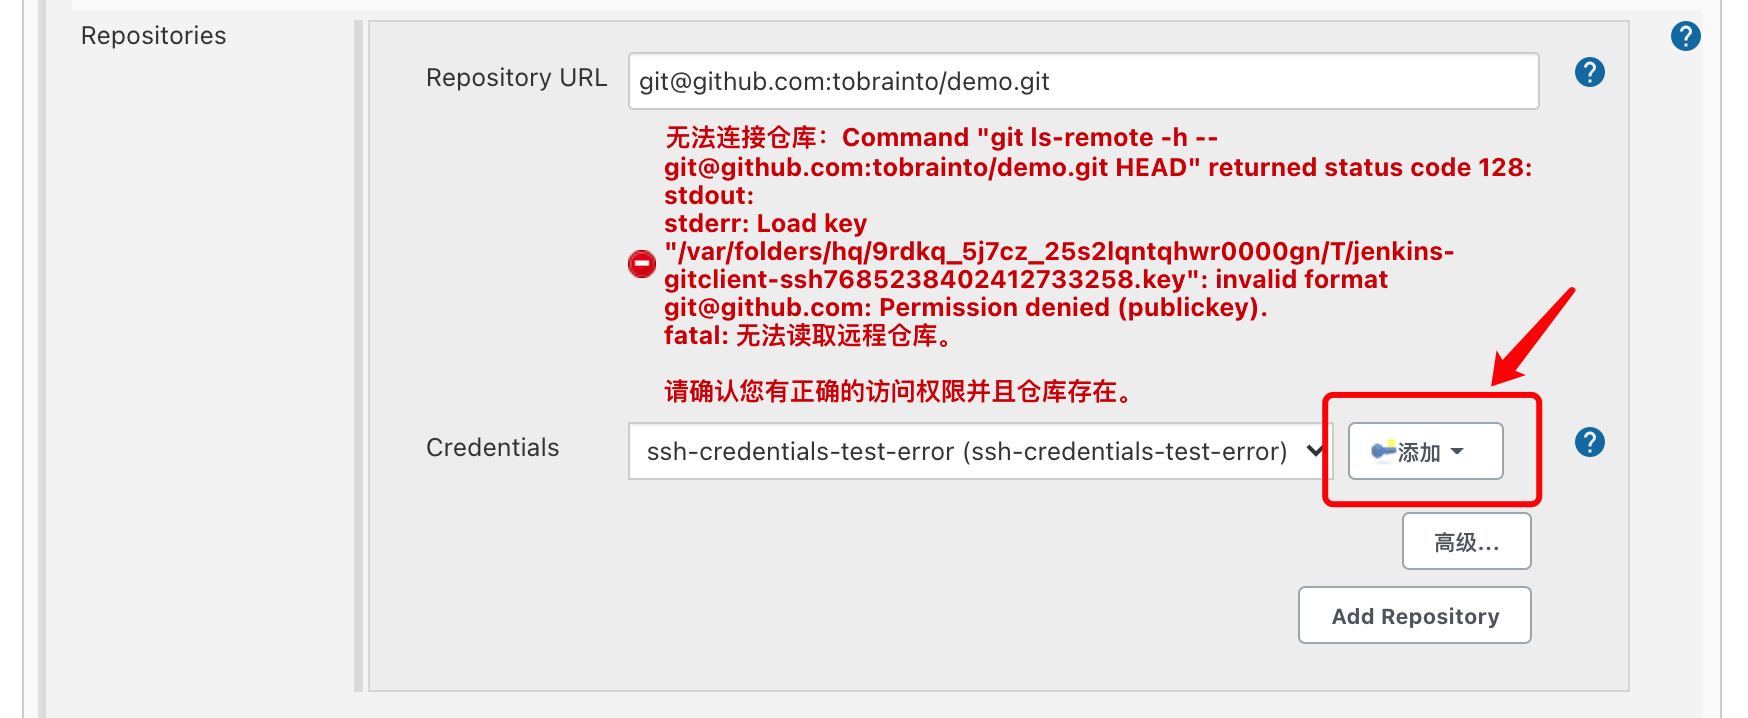 Repositories
Repository URL
git@github.com:tobrainto/demo.git
无法连接仓库：Command "git ls-remote -h --
git@github.com:tobrainto/demo.git HEAD" returned status code 128:
stdout:
stderr: Load key
"/var/folders/hq/9rdkq_5j7cz_25s2lqntqhwr0000gn/T/jenkins-
gitclient-ssh7685238402412733258.key": invalid format
git@github.com: Permission denied (publickey).
fatal: 无法读取远程仓库。
请确认您有正确的访问权限并且仓库存在。
Credentials
ssh-credentials-test-error (ssh-credentials-test-error)
添加
高级...
Add Repository